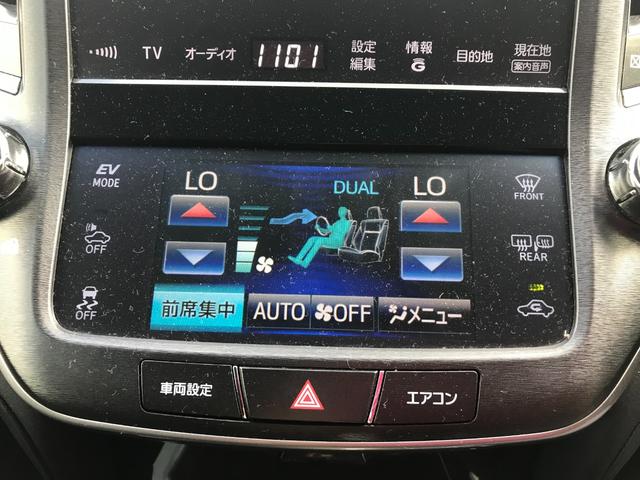 TV オーディオ 1101 設定編集 情報G 目的地 現在地 案内音声
EV MODE
LO DUAL LO
FRONT
OFF
REAR
OFF
前席集中 AUTO OFF メニュー
車両設定 エアコン